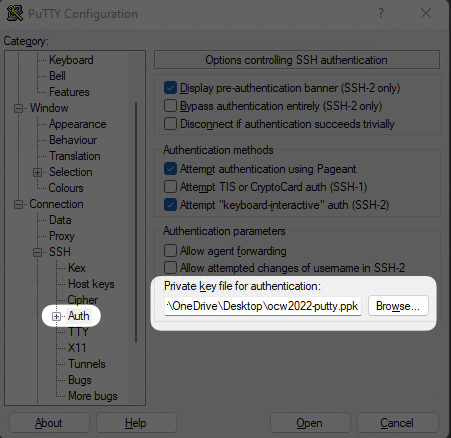 PuTTY Configuration
?
Category:
Keyboard
Bell
Features
Window
Appearance
Behaviour
Translation
Selection
Colours
Connection
Data
Proxy
SSH
Kex
Host keys
Cipher
Auth
TTY
X11
Tunnels
Bugs
More bugs
Options controlling SSH authentication
Display pre-authentication banner (SSH-2 only)
Bypass authentication entirely (SSH-2 only)
Disconnect if authentication succeeds trivially
Authentication methods
Attempt authentication using Pageant
Attempt TIS or CryptoCard auth (SSH-1)
Attempt "keyboard-interactive" auth (SSH-2)
Authentication parameters
Allow agent forwarding
Allow attempted changes of username in SSH-2
Private key file for authentication:
:\OneDrive\Desktop\ocw2022-putty.ppk
Browse...
About
Help
Open
Cancel